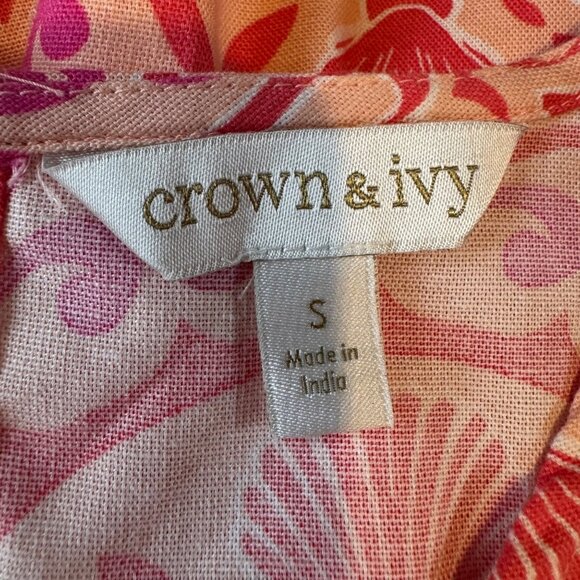 crown & ivy
S
Made in
India